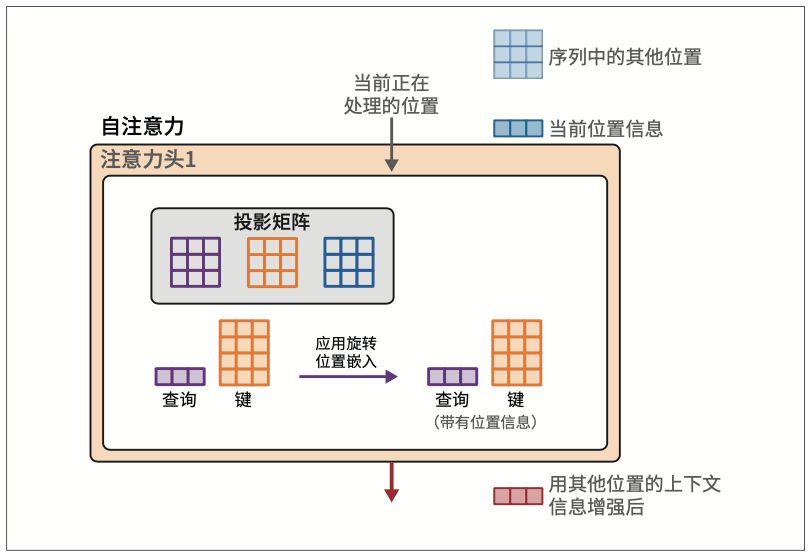 序列中的其他位置
当前正在
处理的位置
当前位置信息
自注意力
注意力头1
投影矩阵
应用旋转
位置嵌入
查询
键
查询
键
（带有位置信息）
用其他位置的上下文
信息增强后